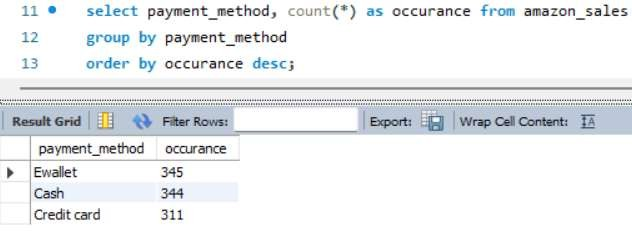 11 select payment_method, count(*) as occurance from amazon_sales
12 group by payment_method
13 order by occurance desc;
Result Grid Filter Rows: Export: Wrap Cell Content: IA
payment_method occurance
Ewallet 345
Cash 344
Credit card 311